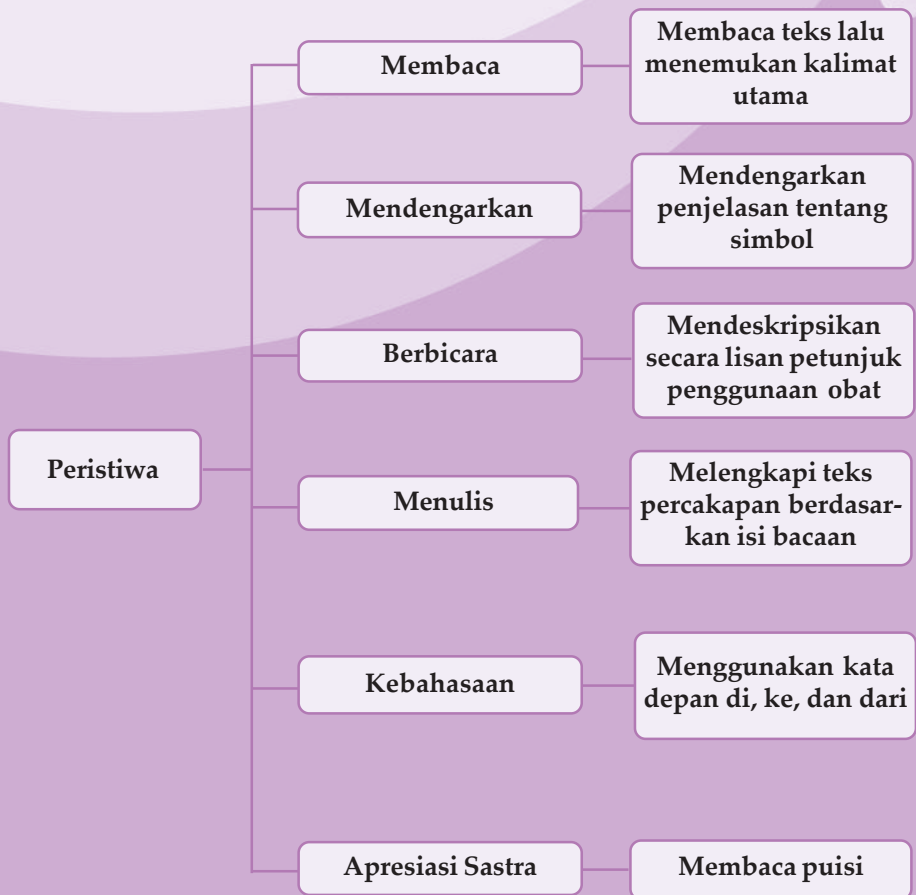 Peristiwa
Membaca
Membaca teks lalu
menemukan kalimat
utama
Mendengarkan
Mendengarkan
penjelasan tentang
simbol
Berbicara
Mendeskripsikan
secara lisan petunjuk
penggunaan obat
Menulis
Melengkapi teks
percakapan berdasar-
kan isi bacaan
Kebahasaan
Menggunakan kata
depan di, ke, dan dari
Apresiasi Sastra
Membaca puisi